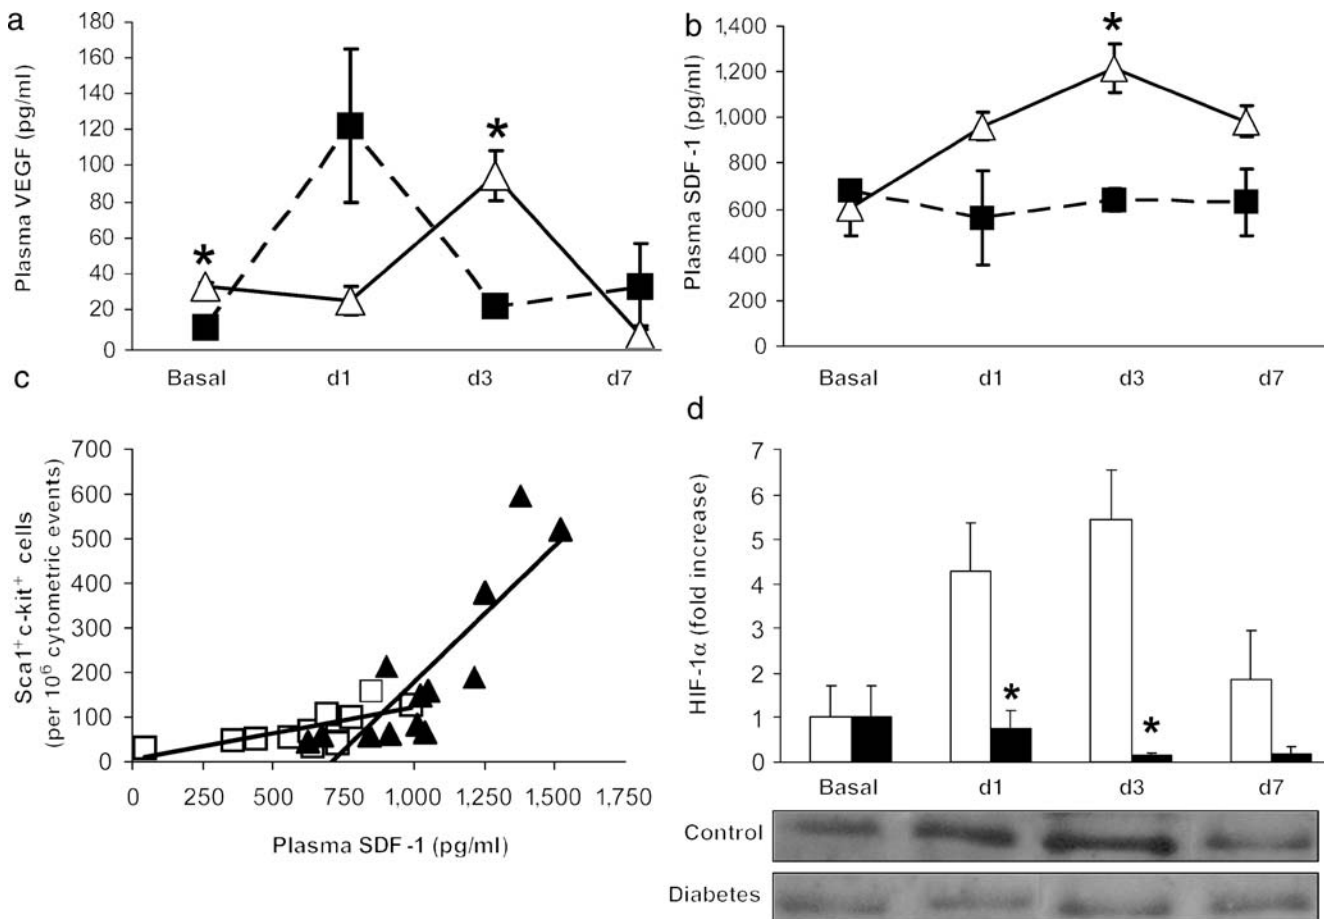 a
Plasma VEGF (pg/ml)
180
160
140
120
100
80
60
40
20
0
*
*
Basal d1 d3 d7
b
Plasma SDF-1 (pg/ml)
1,400
1,200
1,000
800
600
400
200
0
*
Basal d1 d3 d7
c
Sca1⁺c-kit⁺ cells
(per 10⁶ cytometric events)
700
600
500
400
300
200
100
0
0 250 500 750 1,000 1,250 1,500 1,750
Plasma SDF-1 (pg/ml)
d
HIF-1α (fold increase)
7
6
5
4
3
2
1
0
*
*
Basal d1 d3 d7
Control
Diabetes